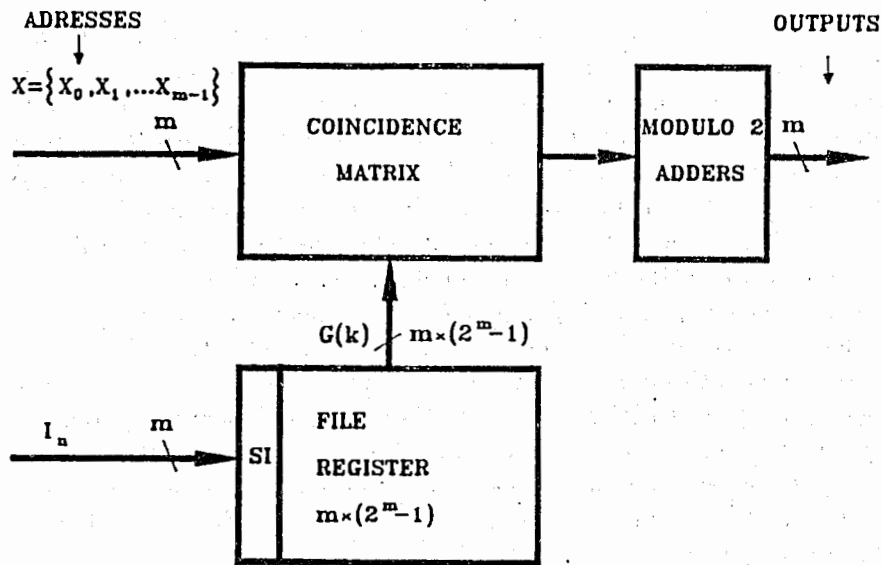 ADRESSES
X={X₀,X₁,...Xₘ₋₁}
m
COINCIDENCE
MATRIX
MODULO 2
ADDERS
OUTPUTS
m
G(k)
m×(2ᵐ-1)
Iₙ
m
SI
FILE
REGISTER
m×(2ᵐ-1)